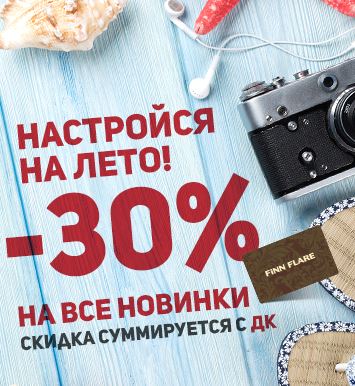 НАСТРОЙСЯ
НА ЛЕТО!
-30%
FINN FLARE
НА ВСЕ НОВИНКИ
СКИДКА СУММИРУЕТСЯ С ДК